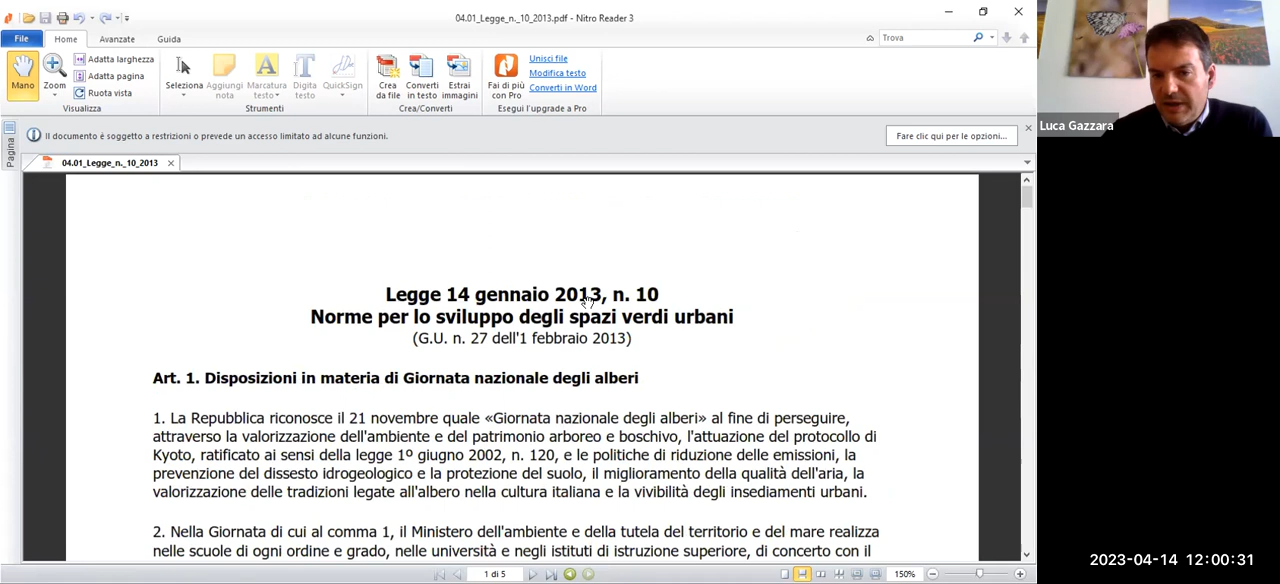 04.01_Legge_n._10_2013.pdf - Nitro Reader 3
File Home Avanzate Guida
Trova
Mano
Zoom
Adatta larghezza
Adatta pagina
Ruota vista
Visualizza
Seleziona
Aggiungi nota
Marcatura testo
Digita testo
QuickSign
Strumenti
Crea da file
Converti in testo
Estrai immagini
Crea/Converti
Fai di più con Pro
Unisci file
Modifica testo
Converti in Word
Esegui l'upgrade a Pro
Luca Gazzara
Il documento è soggetto a restrizioni o prevede un accesso limitato ad alcune funzioni.
Fare clic qui per le opzioni...
Pagina
04.01_Legge_n._10_2013
Legge 14 gennaio 2013, n. 10
Norme per lo sviluppo degli spazi verdi urbani
(G.U. n. 27 dell'1 febbraio 2013)
Art. 1. Disposizioni in materia di Giornata nazionale degli alberi
1. La Repubblica riconosce il 21 novembre quale «Giornata nazionale degli alberi» al fine di perseguire,
attraverso la valorizzazione dell'ambiente e del patrimonio arboreo e boschivo, l'attuazione del protocollo di
Kyoto, ratificato ai sensi della legge 1º giugno 2002, n. 120, e le politiche di riduzione delle emissioni, la
prevenzione del dissesto idrogeologico e la protezione del suolo, il miglioramento della qualità dell'aria, la
valorizzazione delle tradizioni legate all'albero nella cultura italiana e la vivibilità degli insediamenti urbani.
2. Nella Giornata di cui al comma 1, il Ministero dell'ambiente e della tutela del territorio e del mare realizza
nelle scuole di ogni ordine e grado, nelle università e negli istituti di istruzione superiore, di concerto con il
1 di 5
150%
2023-04-14 12:00:31